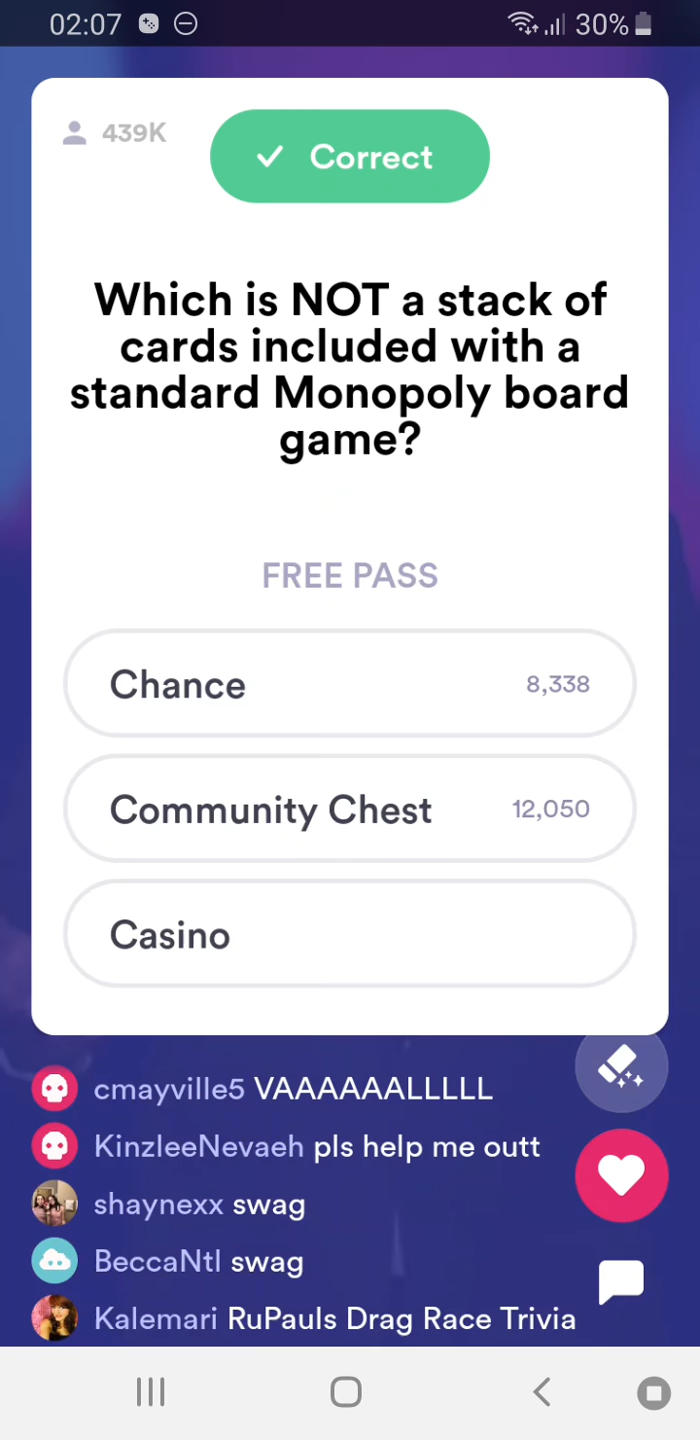 02:07 30%
439K
Correct
Which is NOT a stack of
cards included with a
standard Monopoly board
game?
FREE PASS
Chance 8,338
Community Chest 12,050
Casino
cmayville5 VAAAAAALLLLL
KinzleeNevaeh pls help me outt
shaynexx swag
BeccaNtl swag
Kalemari RuPauls Drag Race Trivia